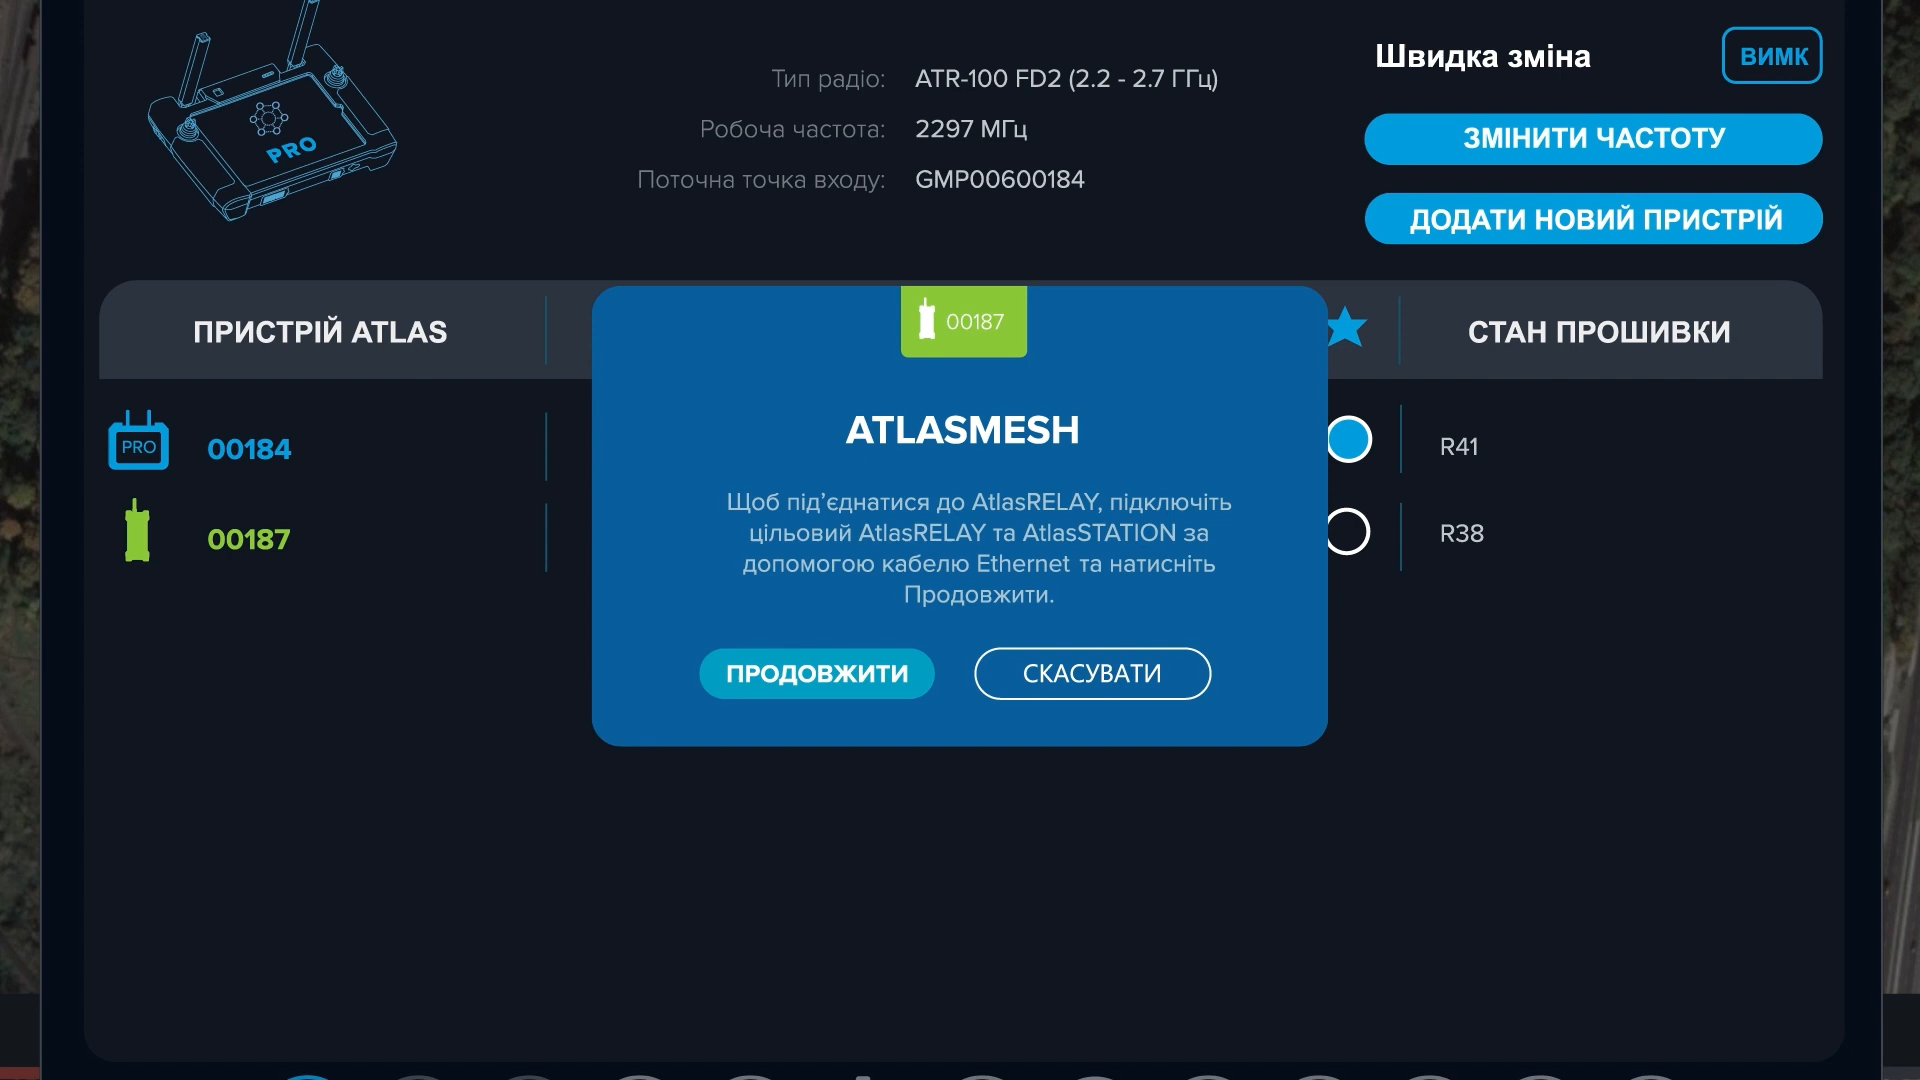 PRO
Тип радіо: ATR-100 FD2 (2.2 - 2.7 ГГц)
Робоча частота: 2297 МГц
Поточна точка входу: GMP00600184
Швидка зміна ВИМК
ЗМІНИТИ ЧАСТОТУ
ДОДАТИ НОВИЙ ПРИСТРІЙ
ПРИСТРІЙ ATLAS
СТАН ПРОШИВКИ
PRO 00184
R41
00187
R38
00187
ATLASMESH
Щоб під’єднатися до AtlasRELAY, підключіть
цільовий AtlasRELAY та AtlasSTATION за
допомогою кабелю Ethernet та натисніть
Продовжити.
ПРОДОВЖИТИ
СКАСУВАТИ